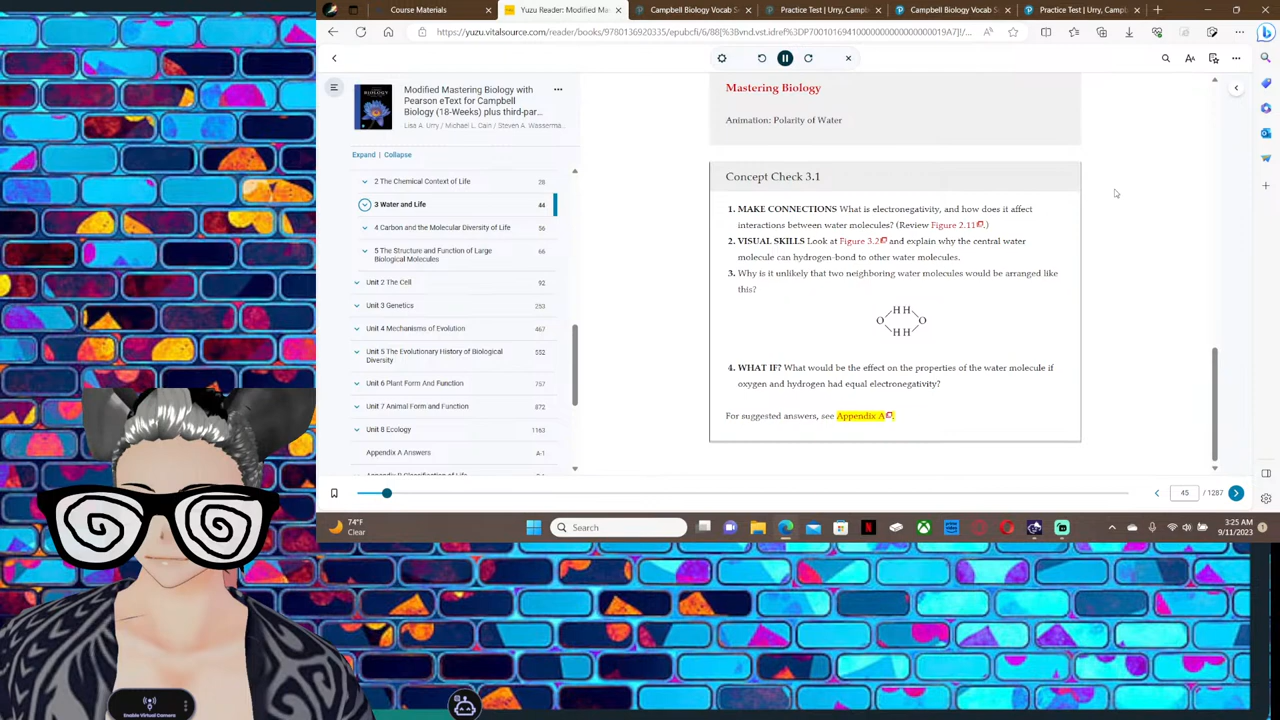 Course Materials
Yuzu Reader: Modified Ma
Campbell Biology Vocab S
Practice Test | Urry, Camp
Campbell Biology Vocab S
Practice Test | Urry, Camp
https://yuzu.vitalsource.com/reader/books/9780136920335/epubcfi/6/88[%3Bvnd.vst.idref%3DP7001016941000000000000000019A7]!/...
Modified Mastering Biology with
Pearson eText for Campbell
Biology (18-Weeks) plus third-par...
Lisa A. Urry / Michael L. Cain / Steven A. Wasserma...
Expand | Collapse
2 The Chemical Context of Life 28
3 Water and Life 44
4 Carbon and the Molecular Diversity of Life 56
5 The Structure and Function of Large
Biological Molecules 66
Unit 2 The Cell 92
Unit 3 Genetics 253
Unit 4 Mechanisms of Evolution 467
Unit 5 The Evolutionary History of Biological
Diversity 552
Unit 6 Plant Form And Function 757
Unit 7 Animal Form and Function 872
Unit 8 Ecology 1163
Appendix A Answers A-1
Mastering Biology
Animation: Polarity of Water
Concept Check 3.1
1. MAKE CONNECTIONS What is electronegativity, and how does it affect
interactions between water molecules? (Review Figure 2.11.)
2. VISUAL SKILLS Look at Figure 3.2 and explain why the central water
molecule can hydrogen-bond to other water molecules.
3. Why is it unlikely that two neighboring water molecules would be arranged like
this?
H H
O O
H H
4. WHAT IF? What would be the effect on the properties of the water molecule if
oxygen and hydrogen had equal electronegativity?
For suggested answers, see Appendix A.
45 / 1287
74°F
Clear
Search
3:25 AM
9/11/2023
Enable Virtual Camera